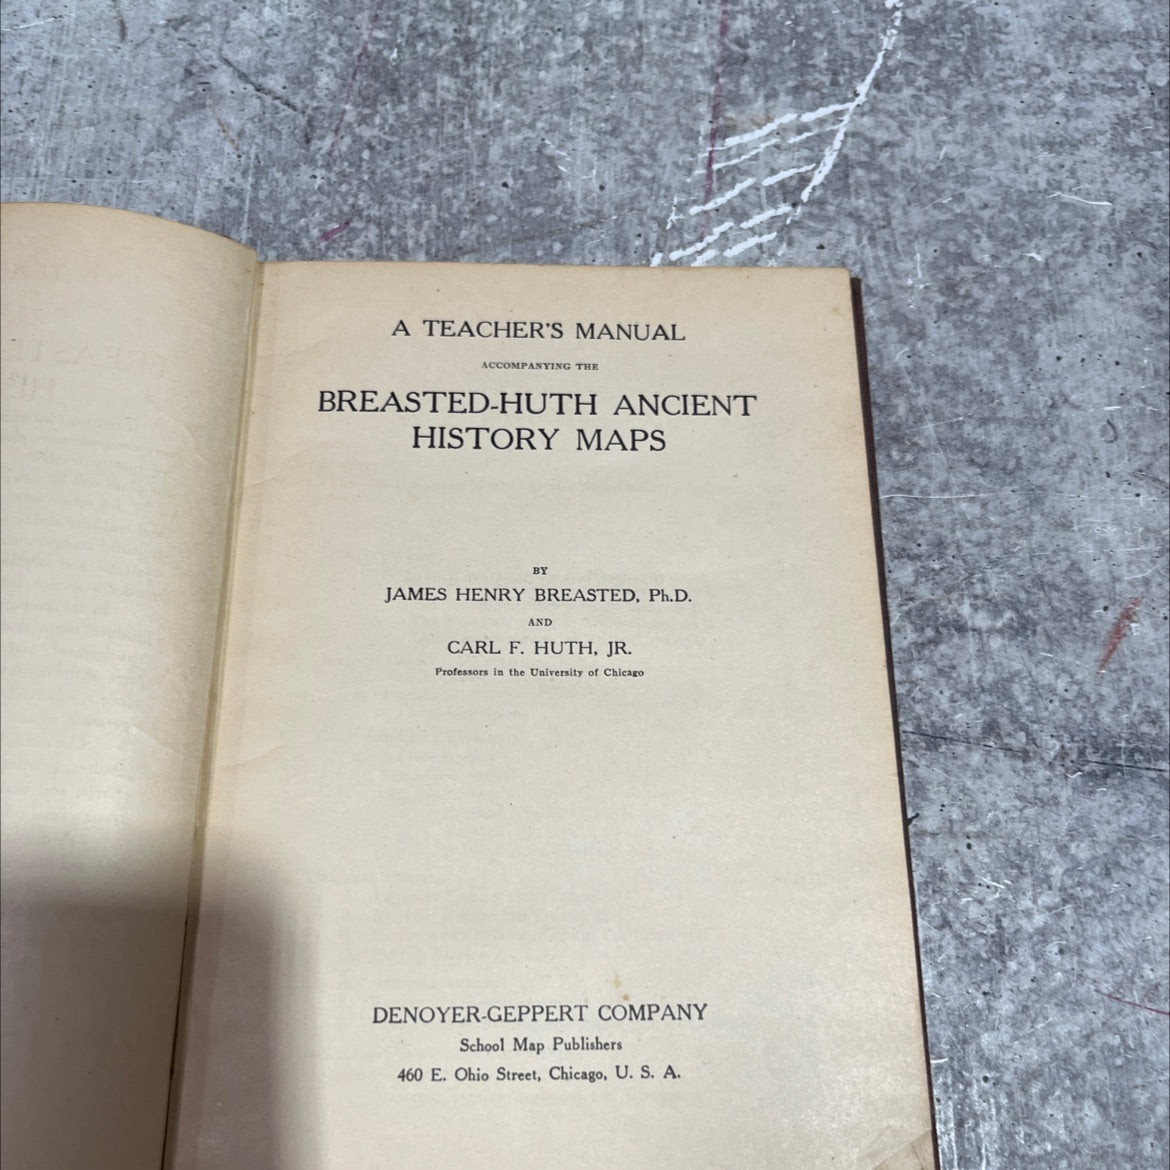 A TEACHER'S MANUAL
ACCOMPANYING THE
BREASTED-HUTH ANCIENT
HISTORY MAPS
BY
JAMES HENRY BREASTED, Ph.D.
AND
CARL F. HUTH, JR.
Professors in the University of Chicago
DENOYER-GEPPERT COMPANY
School Map Publishers
460 E. Ohio Street, Chicago, U. S. A.